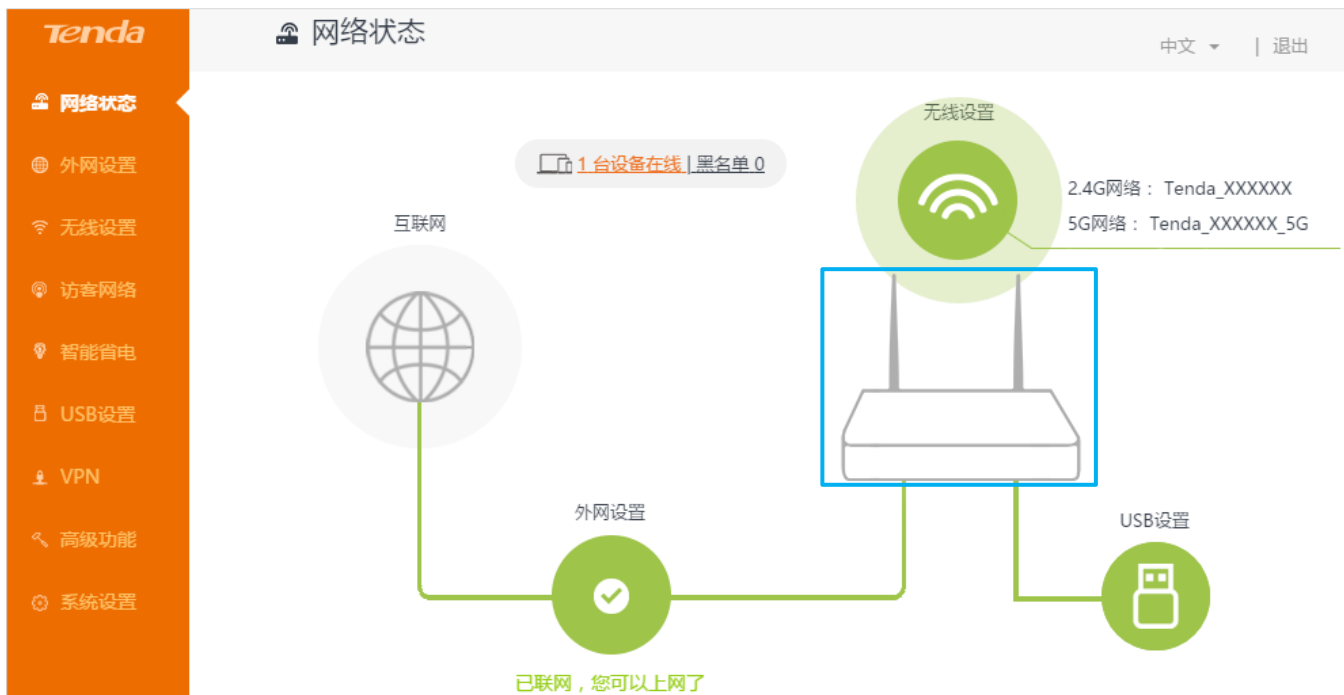 Tenda
网络状态
中文 | 退出
网络状态
外网设置
无线设置
访客网络
智能省电
USB设置
VPN
高级功能
系统设置
无线设置
1 台设备在线 | 黑名单 0
2.4G网络： Tenda_XXXXXX
5G网络： Tenda_XXXXXX_5G
互联网
外网设置
USB设置
已联网，您可以上网了